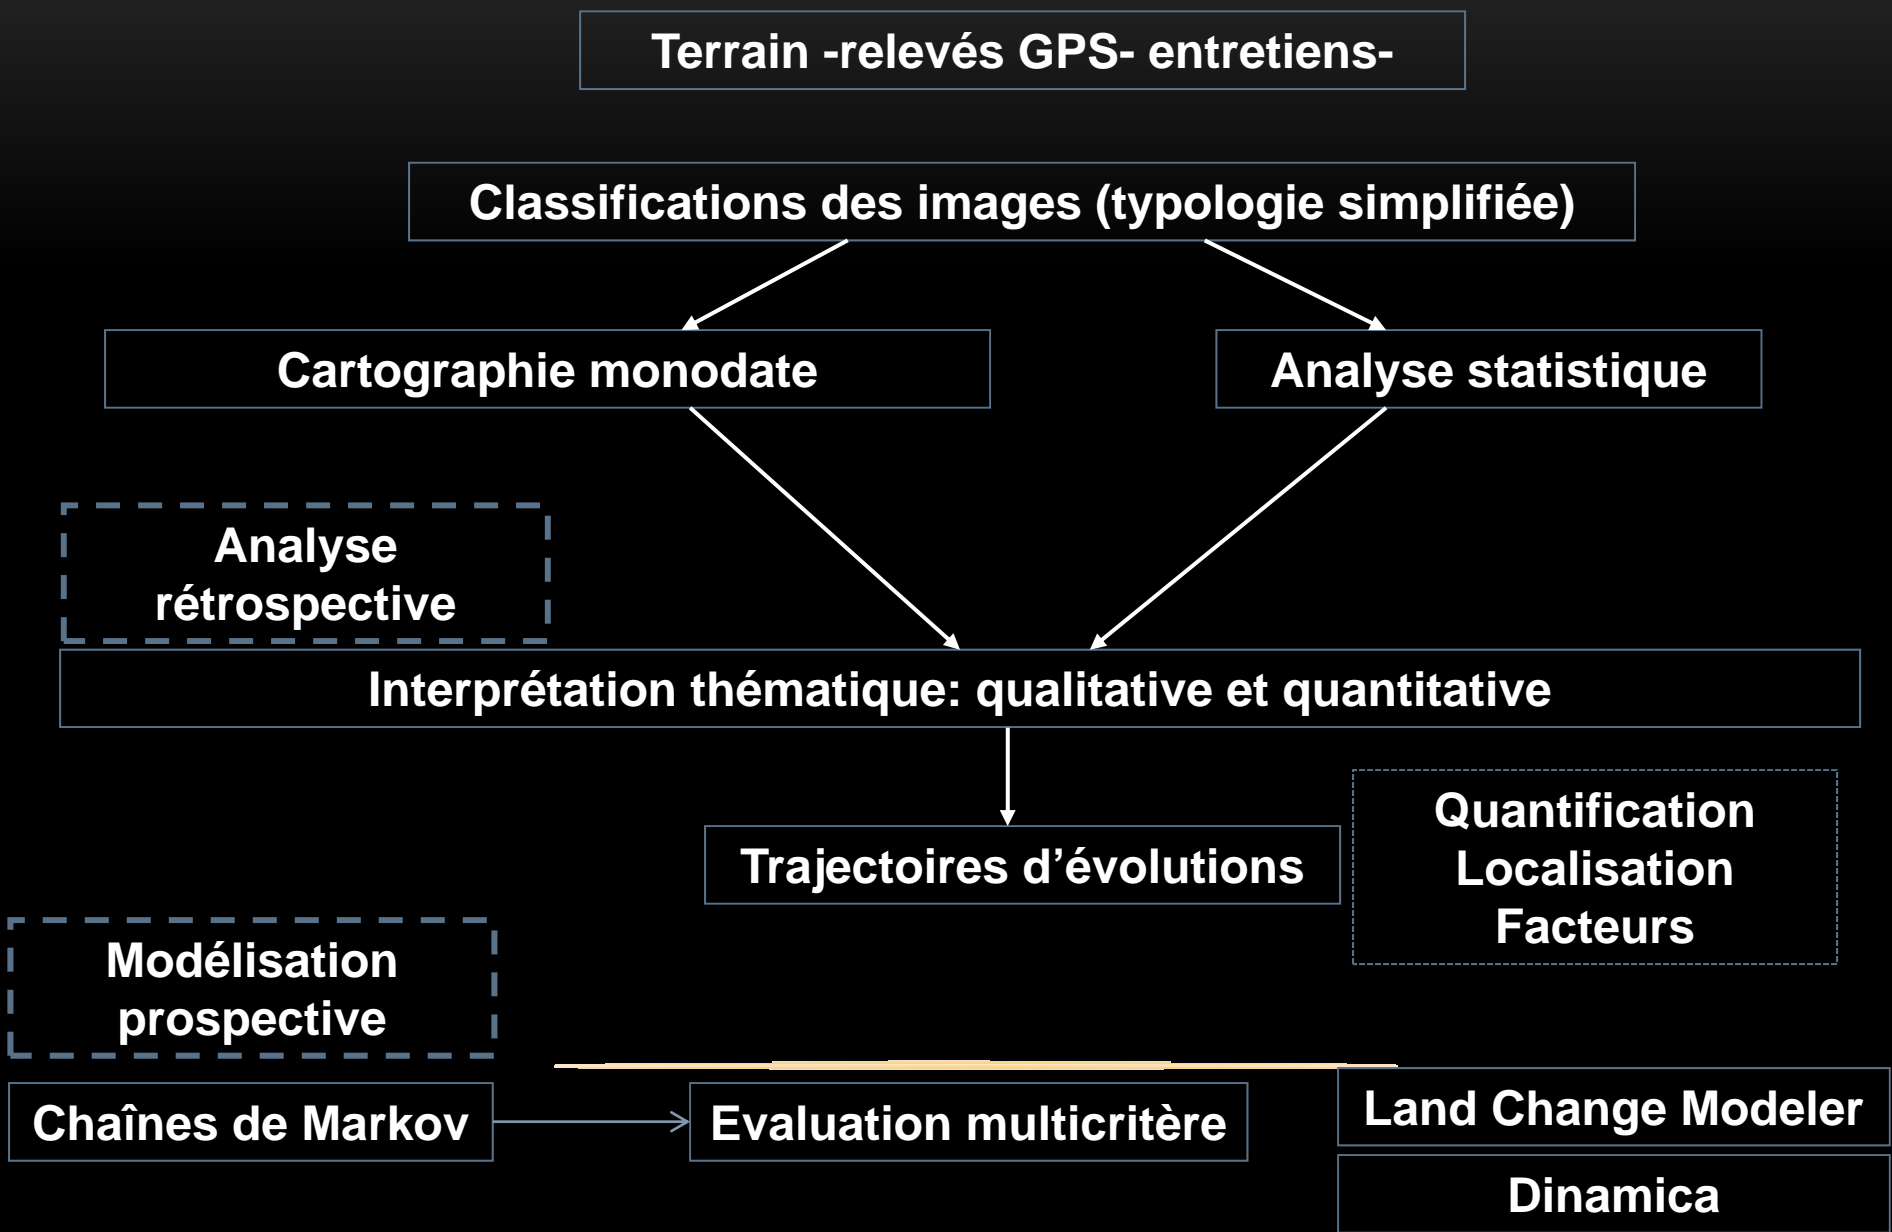 Terrain -relevés GPS- entretiens-
Classifications des images (typologie simplifiée)
Cartographie monodate
Analyse statistique
Analyse
rétrospective
Interprétation thématique: qualitative et quantitative
Trajectoires d’évolutions
Quantification
Localisation
Facteurs
Modélisation
prospective
Chaînes de Markov
Evaluation multicritère
Land Change Modeler
Dinamica